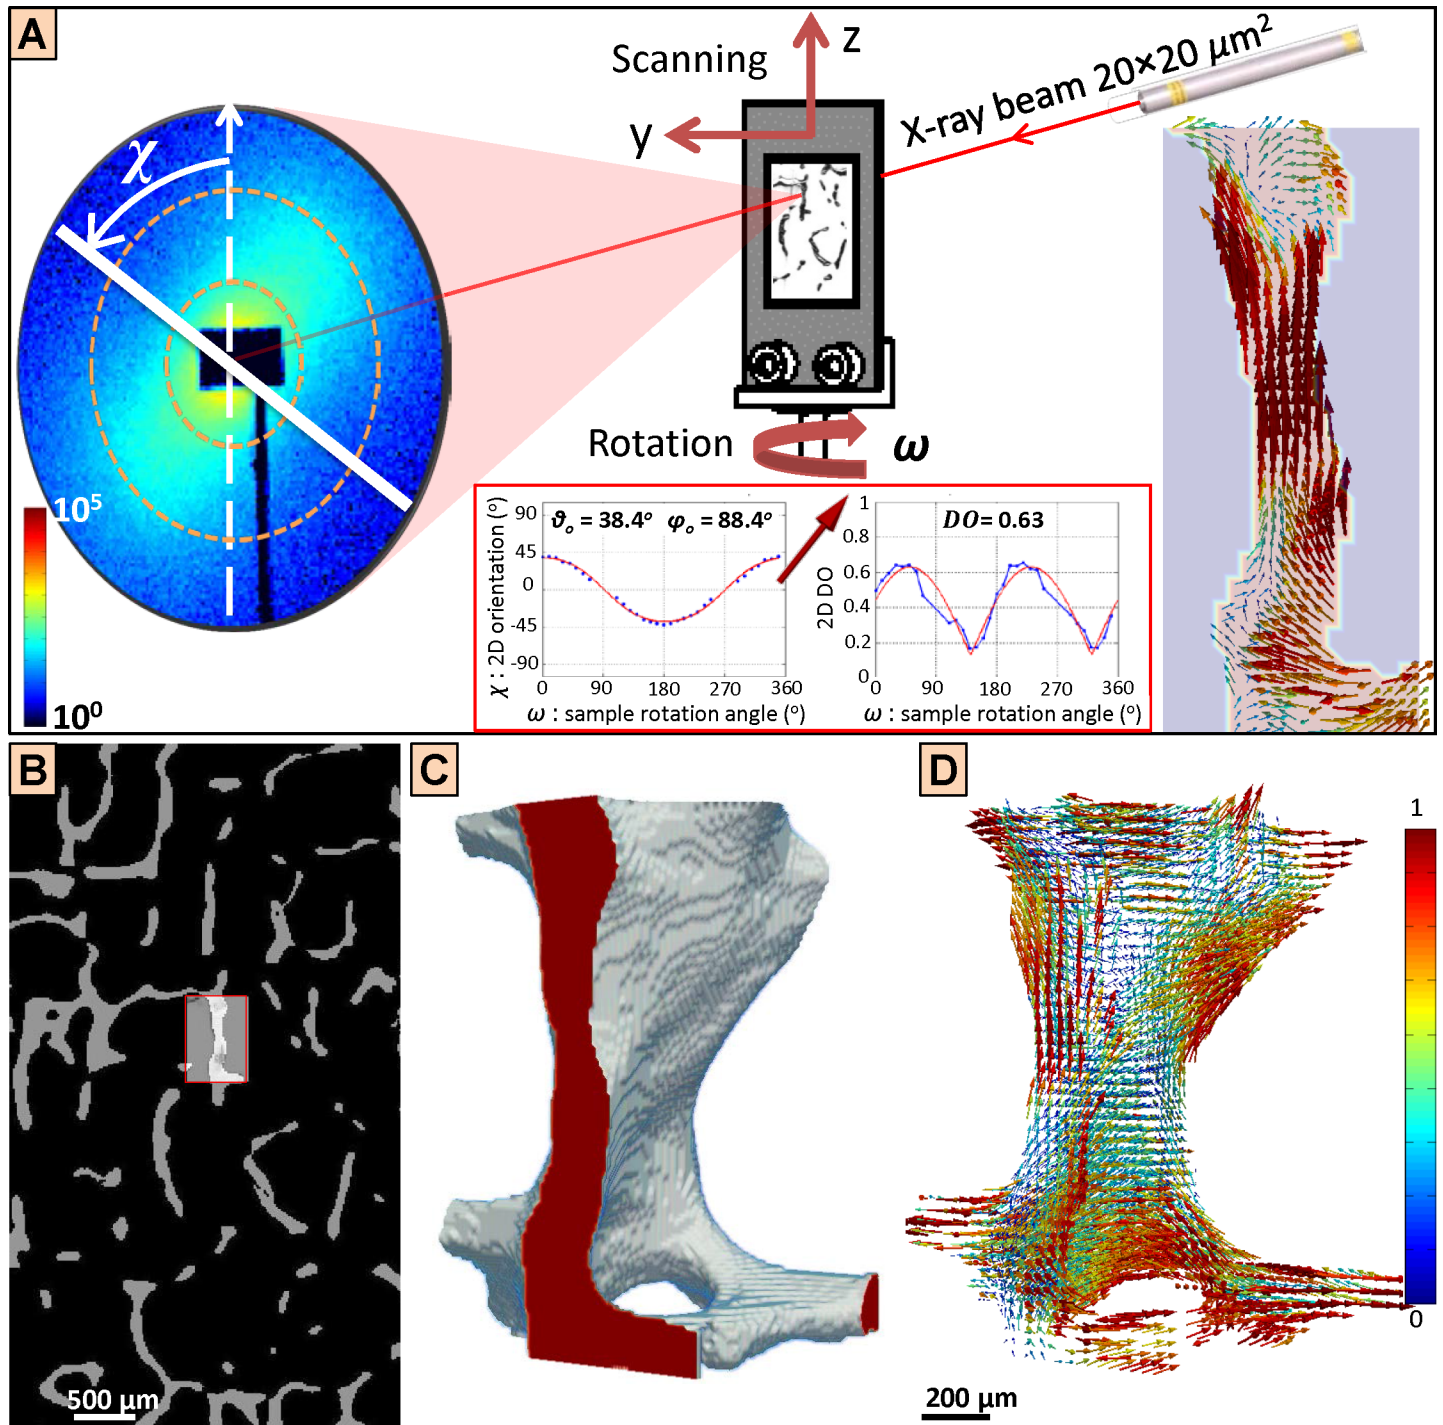 A
Scanning
z
y
X-ray beam 20×20 μm²
χ
Rotation
ω
10⁵
10⁰
χ : 2D orientation (°)
90
45
0
-45
-90
ϑₒ = 38.4° φₒ = 88.4°
0 90 180 270 360
ω : sample rotation angle (°)
2D DO
1
0.8
0.6
0.4
0.2
0
DO = 0.63
0 90 180 270 360
ω : sample rotation angle (°)
B
500 μm
C
D
1
0
200 μm